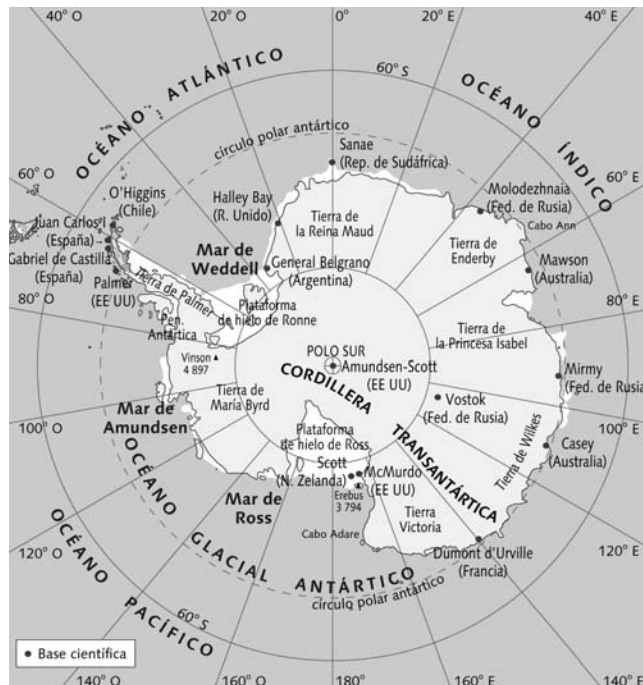 40° O
20° O
0°
20° E
40° E
60° S
OCÉANO ATLÁNTICO
OCÉANO ÍNDICO
círculo polar antártico
Sanae
(Rep. de Sudáfrica)
60° O
60° E
O'Higgins
(Chile)
Halley Bay
(R. Unido)
Tierra de
la Reina Maud
Molodezhnaia
(Fed. de Rusia)
Cabo Ann
Juan Carlos I
(España)
Gabriel de Castilla
(España)
Mar de
Weddell
Tierra de
Enderby
General Belgrano
(Argentina)
Mawson
(Australia)
80° O
80° E
Palmer
(EE UU)
Tierra de Palmer
Plataforma
de hielo de Ronne
Pen.
Antártica
Tierra de
la Princesa Isabel
Vinson
4 897
POLO SUR
Amundsen-Scott
(EE UU)
CORDILLERA
TRANSANTÁRTICA
Mirmy
(Fed. de Rusia)
Tierra de
María Byrd
Vostok
(Fed. de Rusia)
100° O
100° E
Mar de
Amundsen
Plataforma
de hielo de Ross
Tierra de Wilkes
Casey
(Australia)
Scott
(N. Zelanda)
McMurdo
(EE UU)
Mar de
Ross
Erebus
3 794
Tierra
Victoria
Cabo Adare
Dumont d'Urville
(Francia)
OCÉANO GLACIAL ANTÁRTICO
círculo polar antártico
120° O
120° E
OCÉANO PACÍFICO
60° S
Base científica
140° O
160° O
180°
160° E
140° E